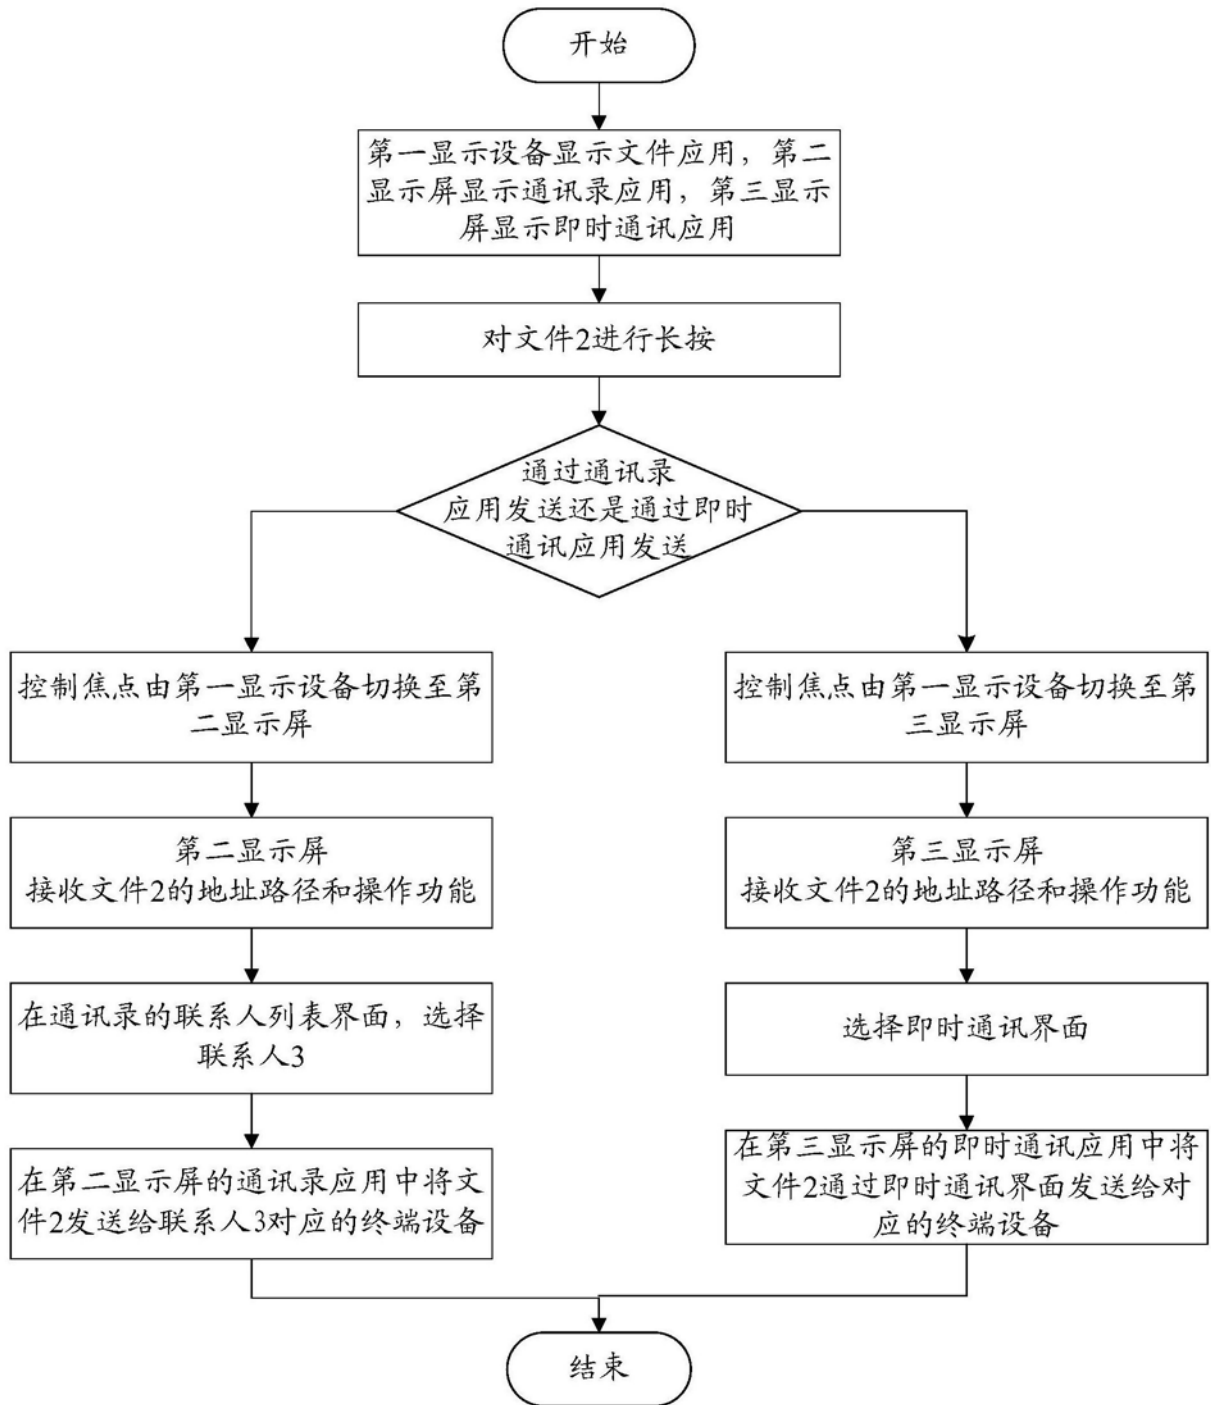 开始
第一显示设备显示文件应用，第二
显示屏显示通讯录应用，第三显示
屏显示即时通讯应用
对文件2进行长按
通过通讯录
应用发送还是通过即时
通讯应用发送
控制焦点由第一显示设备切换至第
二显示屏
第二显示屏
接收文件2的地址路径和操作功能
在通讯录的联系人列表界面，选择
联系人3
在第二显示屏的通讯录应用中将文
件2发送给联系人3对应的终端设备
控制焦点由第一显示设备切换至第
三显示屏
第三显示屏
接收文件2的地址路径和操作功能
选择即时通讯界面
在第三显示屏的即时通讯应用中将
文件2通过即时通讯界面发送给对
应的终端设备
结束